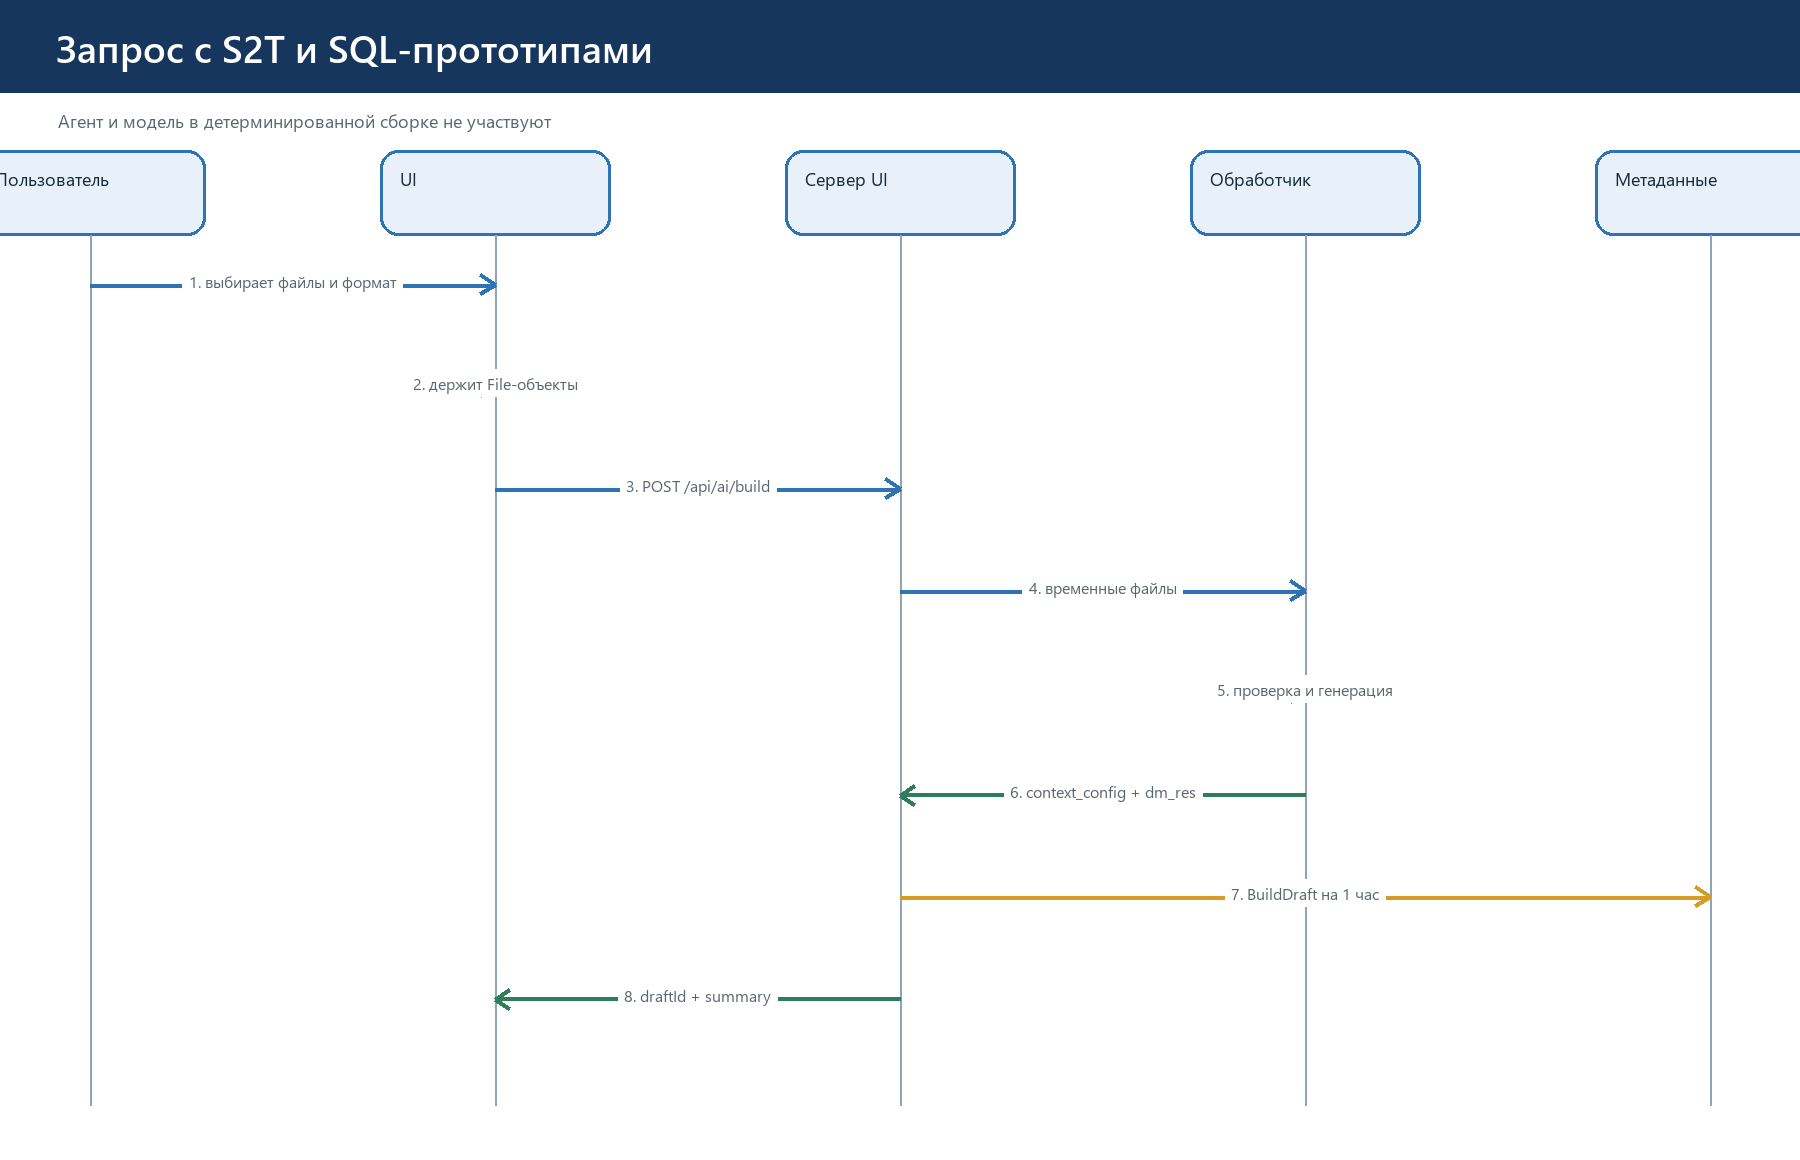 Запрос с S2T и SQL-прототипами
Агент и модель в детерминированной сборке не участвуют
Пользователь
UI
Сервер UI
Обработчик
Метаданные
1. выбирает файлы и формат
2. держит File-объекты
3. POST /api/ai/build
4. временные файлы
5. проверка и генерация
6. context_config + dm_res
7. BuildDraft на 1 час
8. draftId + summary